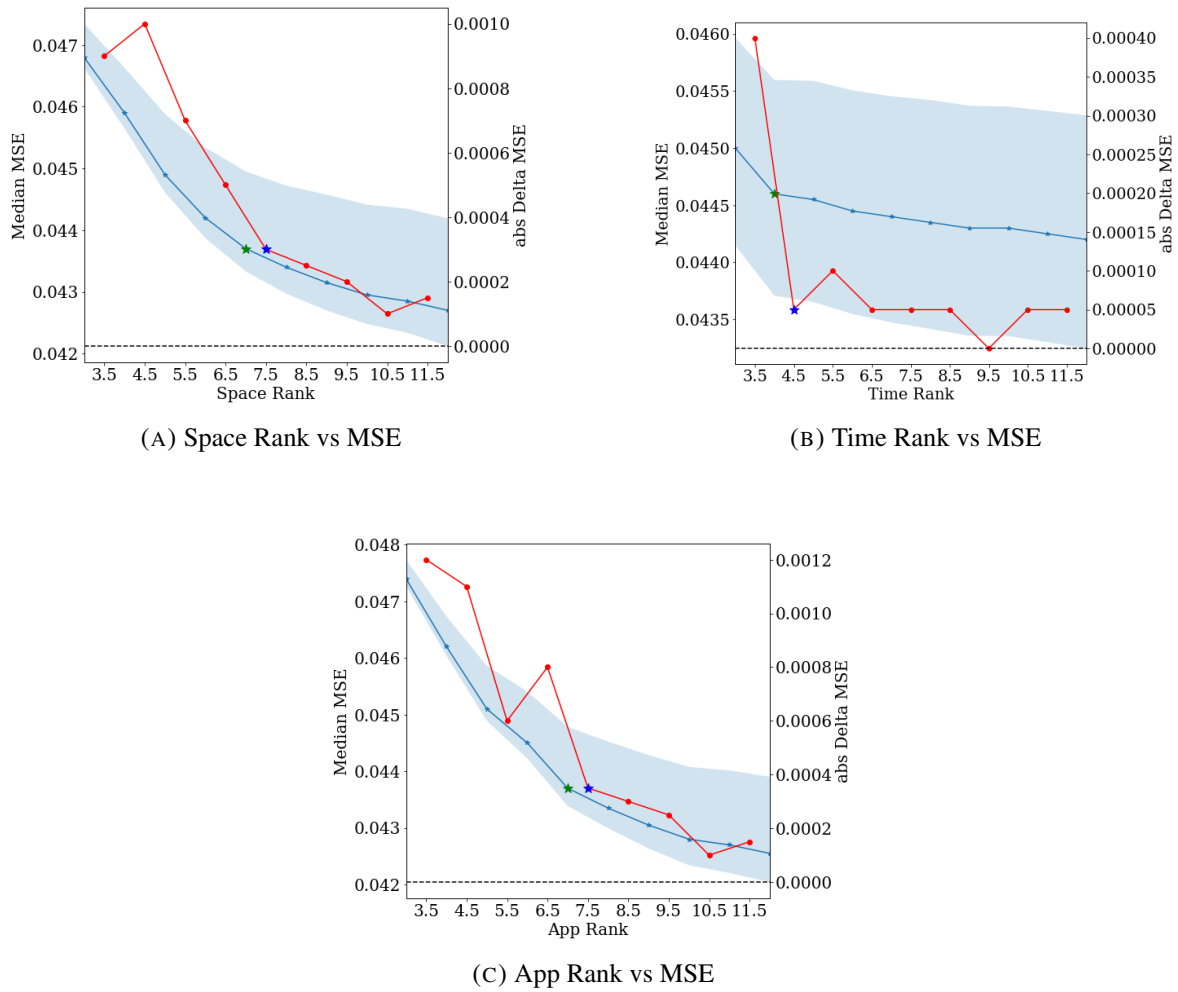 0.047
0.046
0.045
0.044
0.043
0.042
Median MSE
0.0010
0.0008
0.0006
0.0004
0.0002
0.0000
abs Delta MSE
3.5 4.5 5.5 6.5 7.5 8.5 9.5 10.5 11.5
Space Rank
(A) Space Rank vs MSE
0.0460
0.0455
0.0450
0.0445
0.0440
0.0435
Median MSE
0.00040
0.00035
0.00030
0.00025
0.00020
0.00015
0.00010
0.00005
0.00000
abs Delta MSE
3.5 4.5 5.5 6.5 7.5 8.5 9.5 10.5 11.5
Time Rank
(B) Time Rank vs MSE
0.048
0.047
0.046
0.045
0.044
0.043
0.042
Median MSE
0.0012
0.0010
0.0008
0.0006
0.0004
0.0002
0.0000
abs Delta MSE
3.5 4.5 5.5 6.5 7.5 8.5 9.5 10.5 11.5
App Rank
(C) App Rank vs MSE